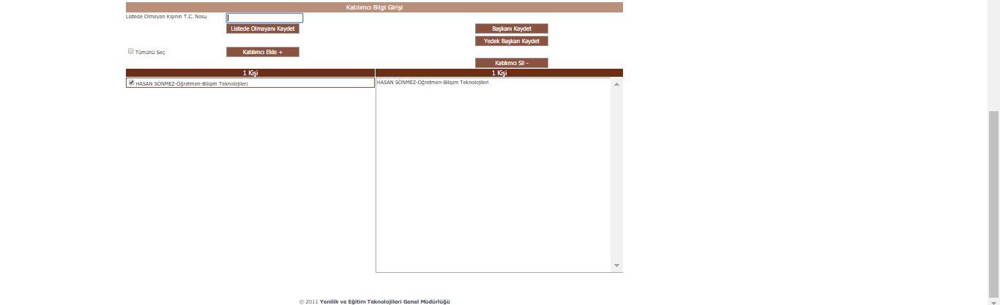 Katılımcı Bilgi Girişi
Listede Olmayan Kişinin T.C. Nosu
Listede Olmayanı Kaydet
Başkanı Kaydet
Yedek Başkan Kaydet
Tümünü Seç
Katılımcı Ekle +
Katılımcı Sil -
1 Kişi
1 Kişi
HASAN SÖNMEZ-Öğretmen-Bilişim Teknolojileri
HASAN SÖNMEZ-Öğretmen-Bilişim Teknolojileri
© 2011 Yenilik ve Eğitim Teknolojileri Genel Müdürlüğü